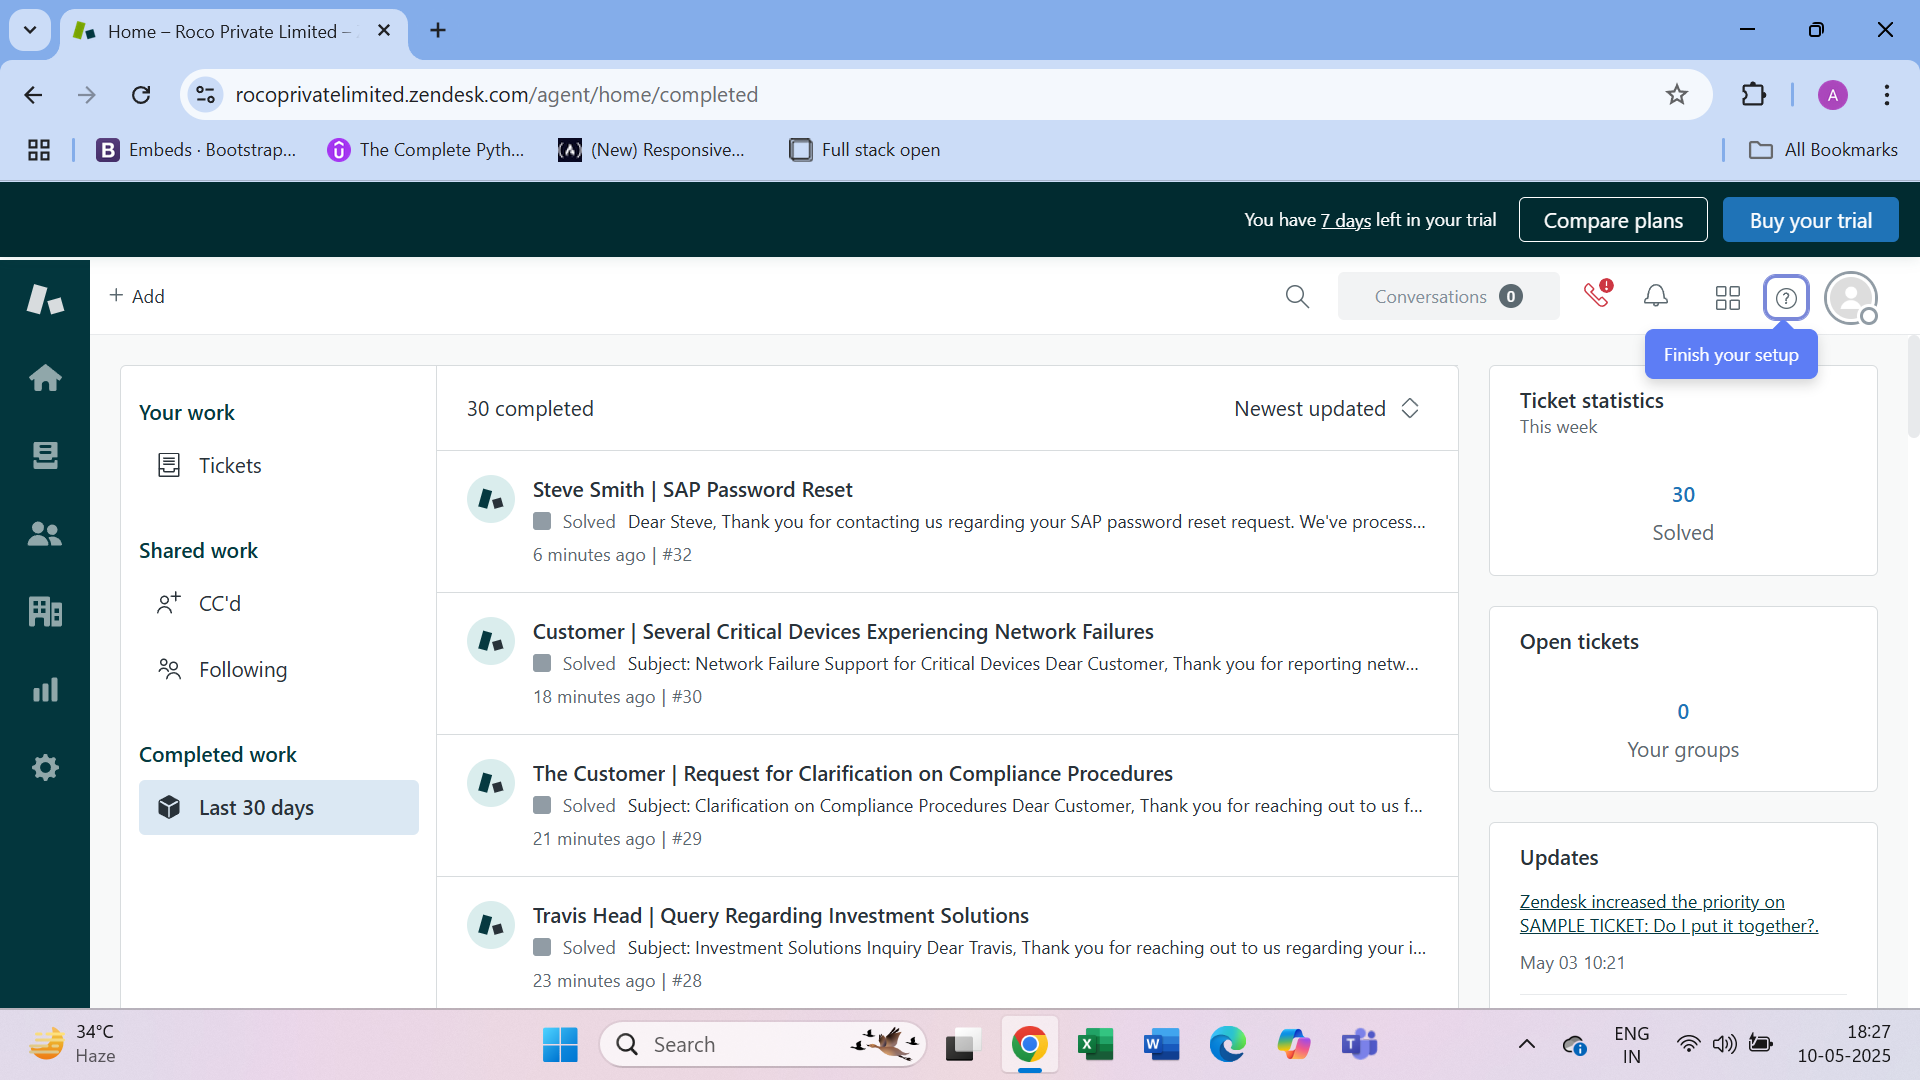 Home – Roco Private Limited –
rocoprivatelimited.zendesk.com/agent/home/completed
A
B Embeds · Bootstrap...
The Complete Pyth...
(New) Responsive...
Full stack open
All Bookmarks
You have 7 days left in your trial
Compare plans
Buy your trial
+ Add
Conversations 0
Finish your setup
Your work
Tickets
Shared work
CC'd
Following
Completed work
Last 30 days
30 completed
Newest updated
Steve Smith | SAP Password Reset
Solved Dear Steve, Thank you for contacting us regarding your SAP password reset request. We've process...
6 minutes ago | #32
Customer | Several Critical Devices Experiencing Network Failures
Solved Subject: Network Failure Support for Critical Devices Dear Customer, Thank you for reporting netw...
18 minutes ago | #30
The Customer | Request for Clarification on Compliance Procedures
Solved Subject: Clarification on Compliance Procedures Dear Customer, Thank you for reaching out to us f...
21 minutes ago | #29
Travis Head | Query Regarding Investment Solutions
Solved Subject: Investment Solutions Inquiry Dear Travis, Thank you for reaching out to us regarding your i...
23 minutes ago | #28
Ticket statistics
This week
30
Solved
Open tickets
0
Your groups
Updates
Zendesk increased the priority on
SAMPLE TICKET: Do I put it together?.
May 03 10:21
34°C
Haze
Search
ENG
IN
18:27
10-05-2025